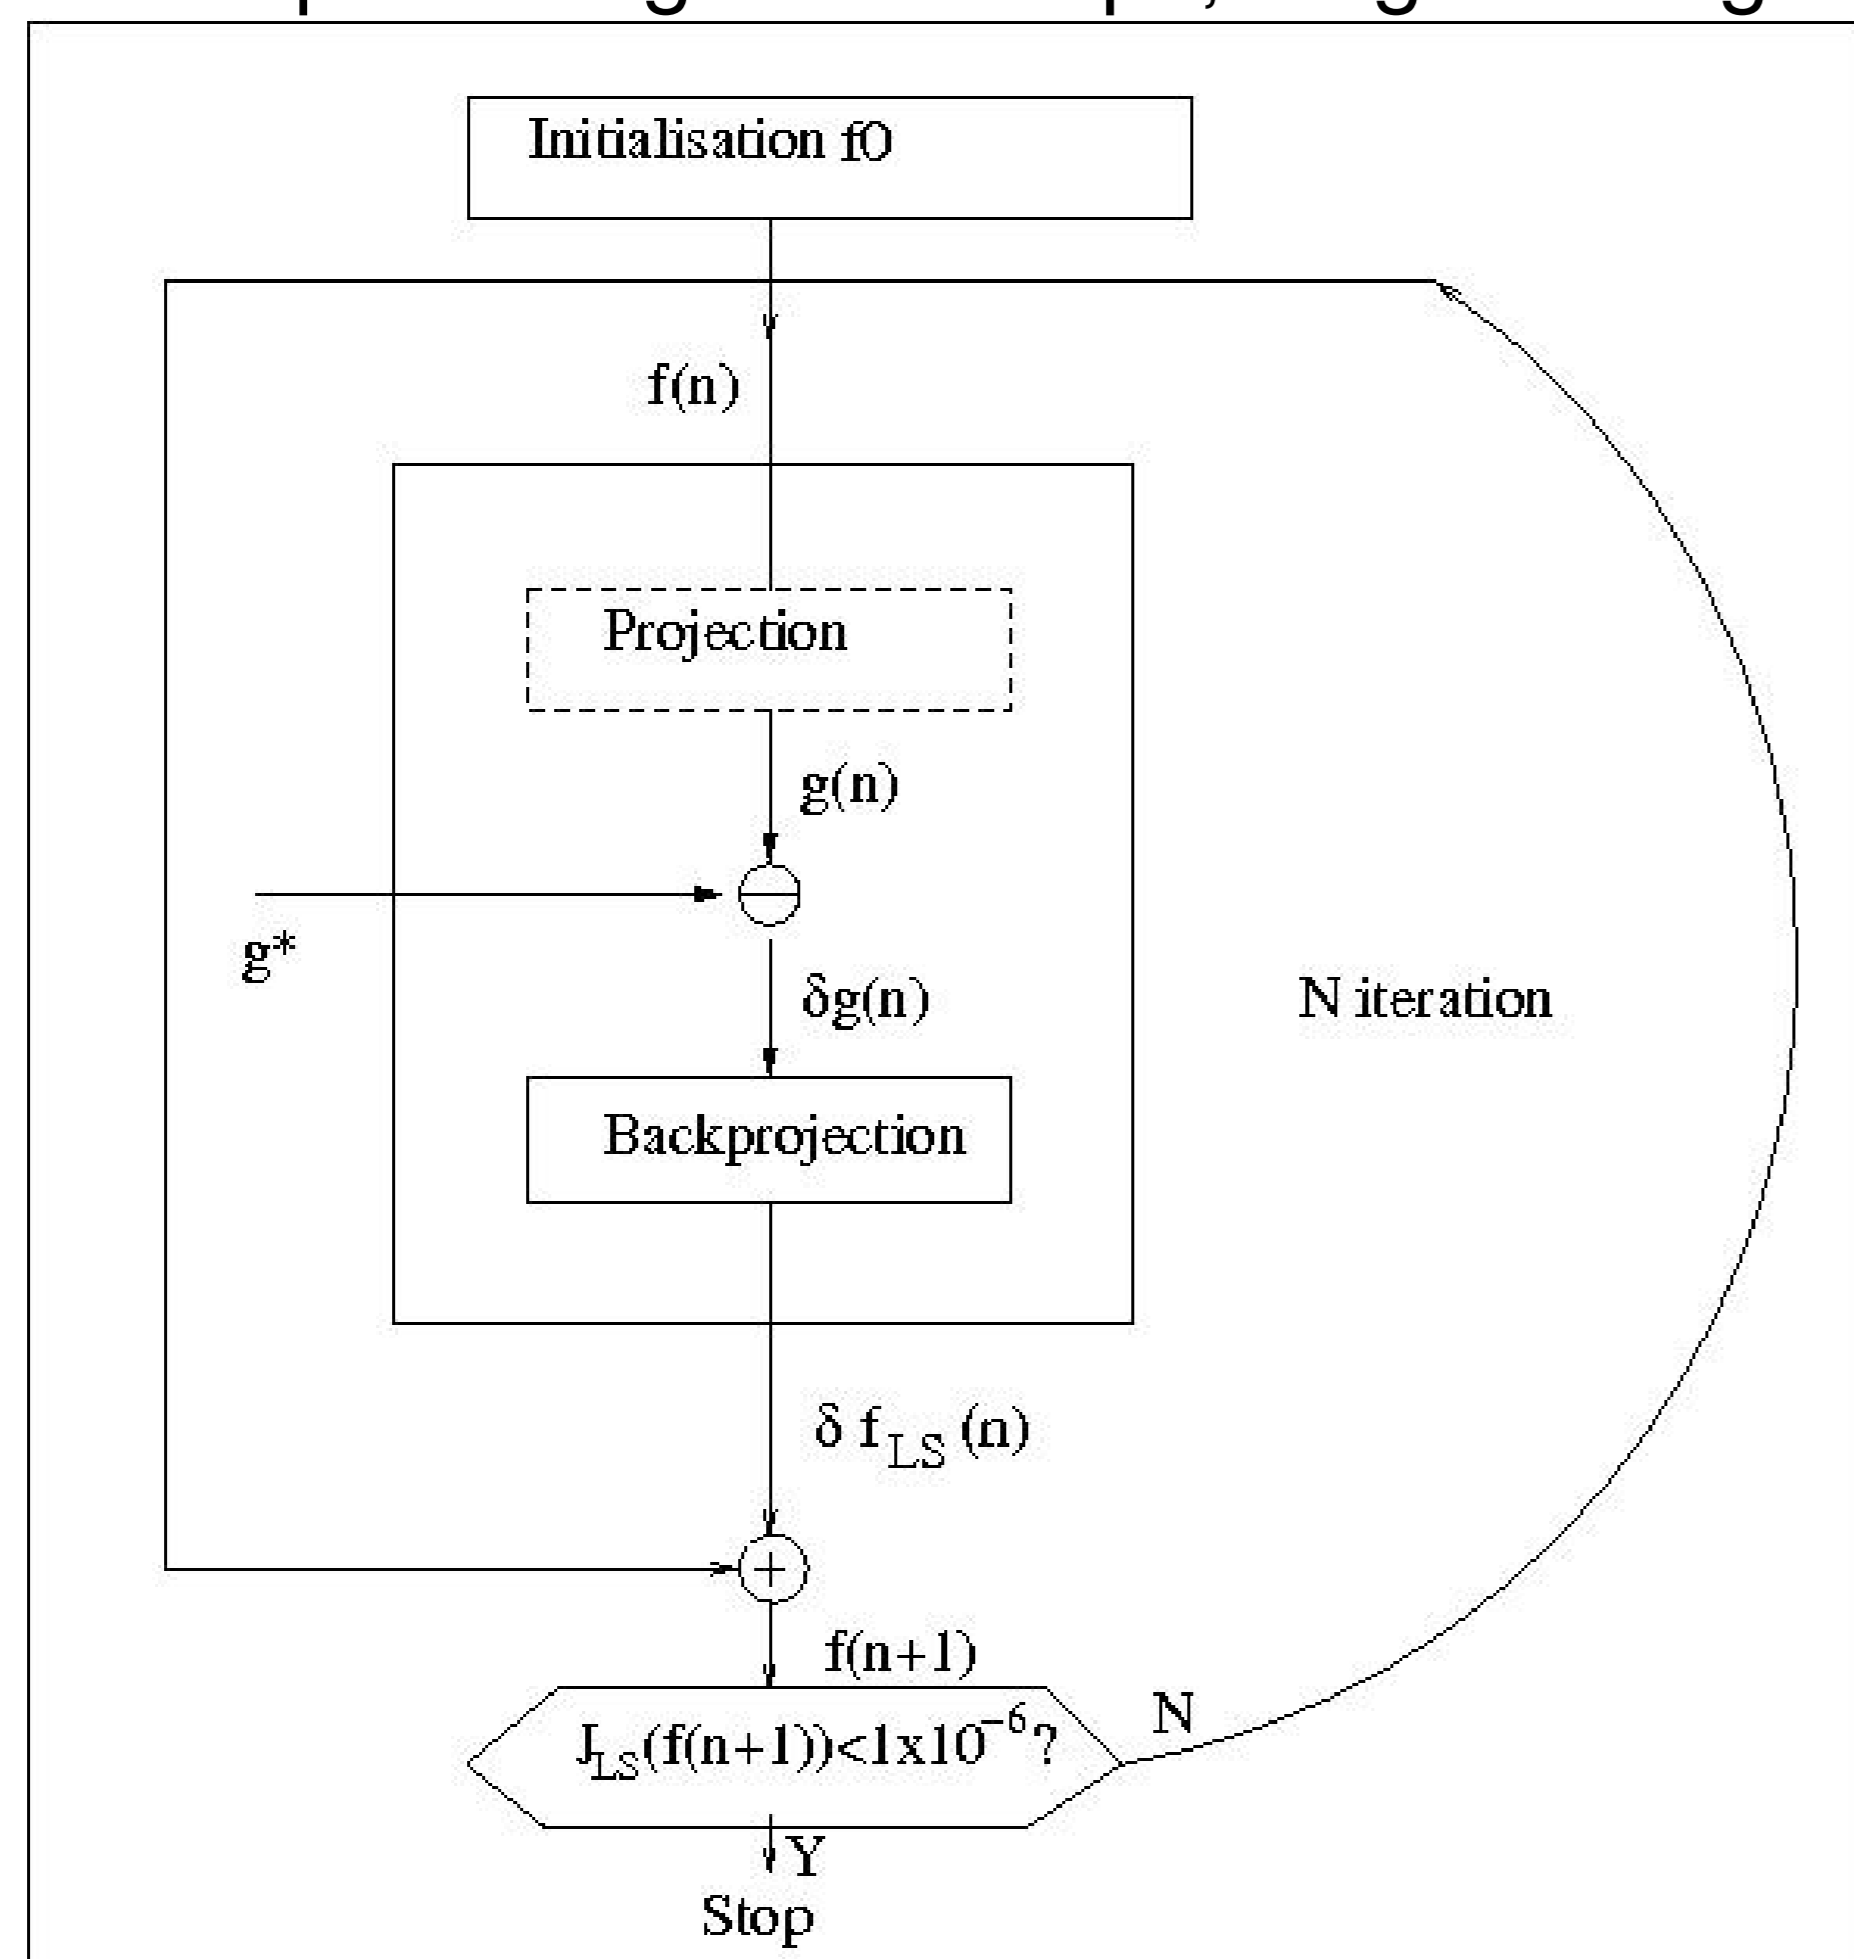 Initialisation f0
f(n)
Projection
g(n)
g*
δg(n)
N iteration
Backprojection
δ f_LS (n)
f(n+1)
N
J_LS(f(n+1))<1x10^−6?
Y
Stop